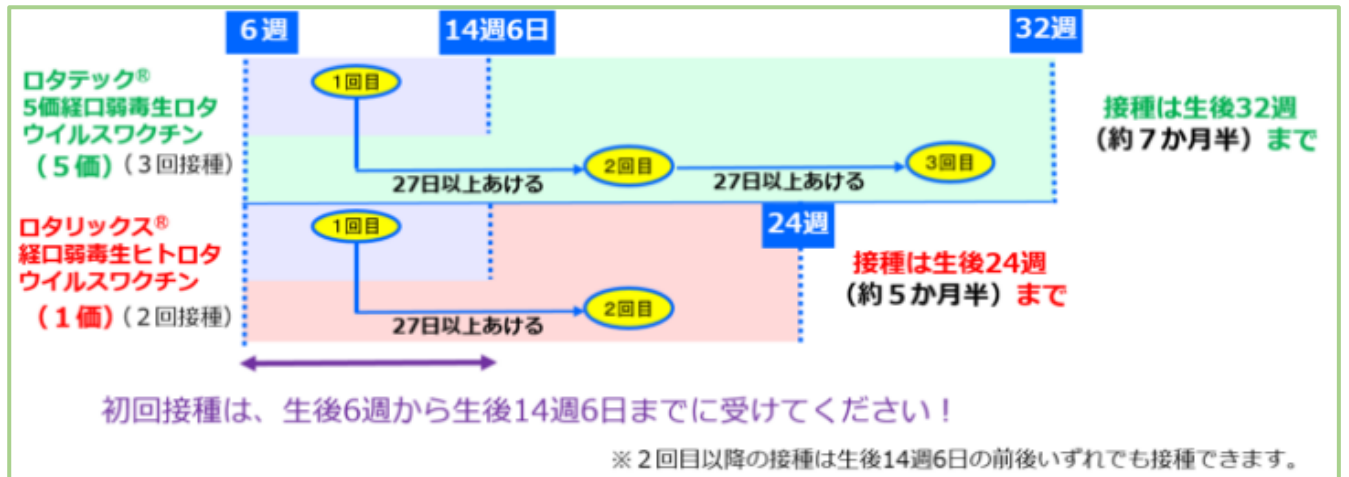 6週
14週6日
32週
ロタテック®
5価経口弱毒生ロタ
ウイルスワクチン
（５価）（３回接種）
1回目
2回目
3回目
27日以上あける
27日以上あける
接種は生後32週
（約７か月半）まで
ロタリックス®
経口弱毒生ヒトロタ
ウイルスワクチン
（１価）（２回接種）
1回目
2回目
27日以上あける
24週
接種は生後24週
（約５か月半）まで
初回接種は、生後6週から生後14週6日までに受けてください！
※２回目以降の接種は生後14週6日の前後いずれでも接種できます。